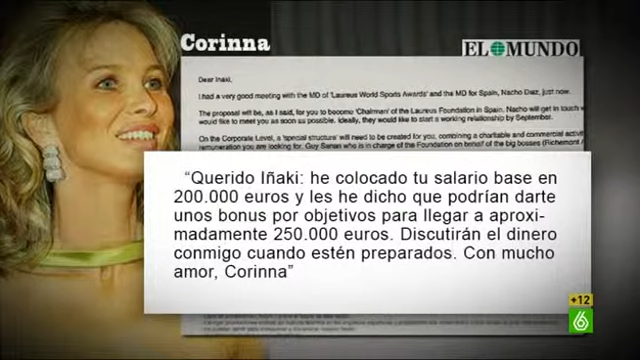 Corinna
EL MUNDO
Dear Iñaki,
I had a very good meeting with the MD of 'Laureus World Sports Awards' and the MD for Spain, Nacho Diaz, just now.
The proposal will be, as I said, for you to become 'Chairman' of the Laureus Foundation in Spain. Nacho will get in touch w
would like to meet you as soon as possible. Ideally, they would like to start a working relationship by September.
On the Corporate Level, a 'special structure' will need to be created for you, combining a charitable and commercial activi
remuneration you are looking for. Guy Sanan who is in charge of the Foundation on behalf of the big bosses (Richemont /
“Querido Iñaki: he colocado tu salario base en
200.000 euros y les he dicho que podrían darte
unos bonus por objetivos para llegar a aproxi-
madamente 250.000 euros. Discutirán el dinero
conmigo cuando estén preparados. Con mucho
amor, Corinna”
+12
6